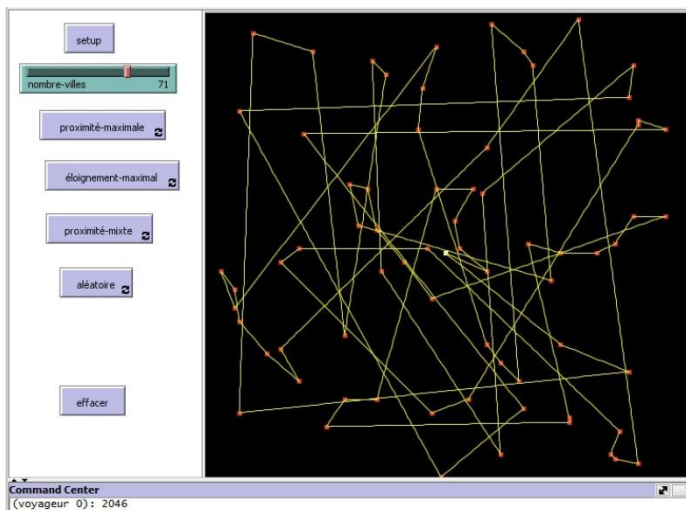 setup
nombre-villes 71
proximité-maximale
éloignement-maximal
proximité-mixte
aléatoire
effacer
Command Center
(voyageur 0): 2046